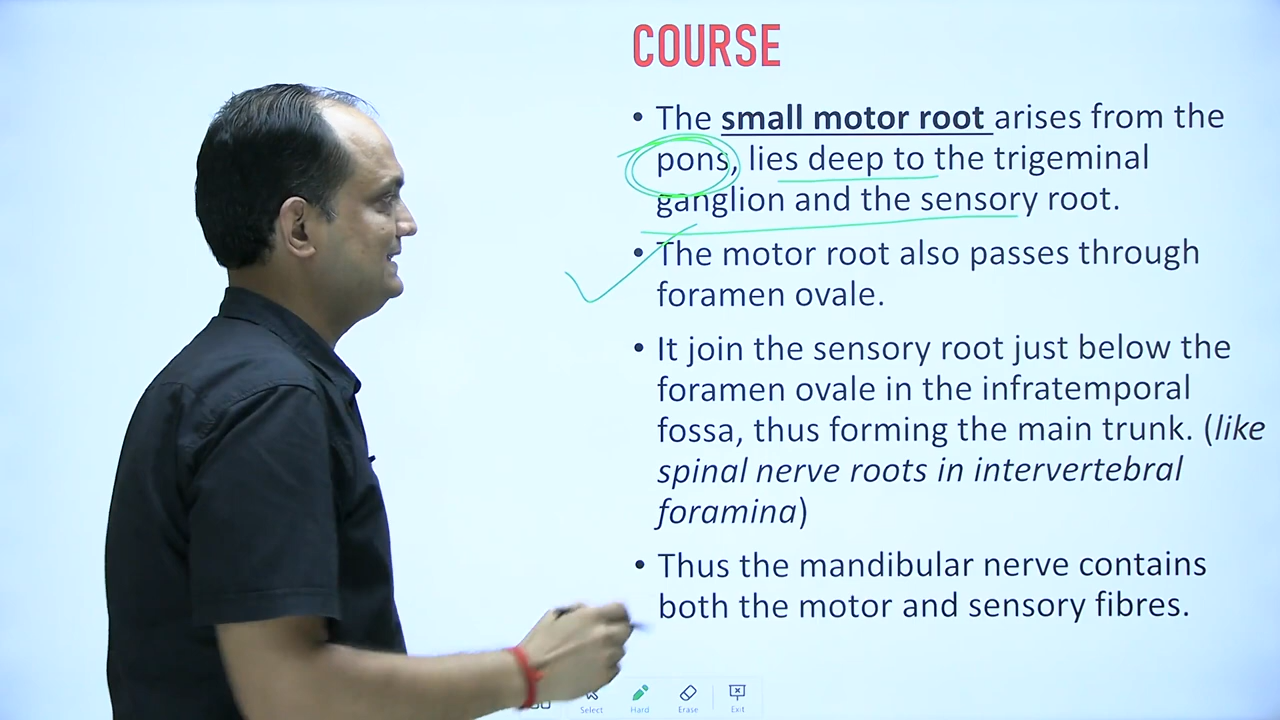 COURSE
• The small motor root arises from the
pons, lies deep to the trigeminal
ganglion and the sensory root.
• The motor root also passes through
foramen ovale.
• It join the sensory root just below the
foramen ovale in the infratemporal
fossa, thus forming the main trunk. (like
spinal nerve roots in intervertebral
foramina)
• Thus the mandibular nerve contains
both the motor and sensory fibres.
Select Hard Erase Exit